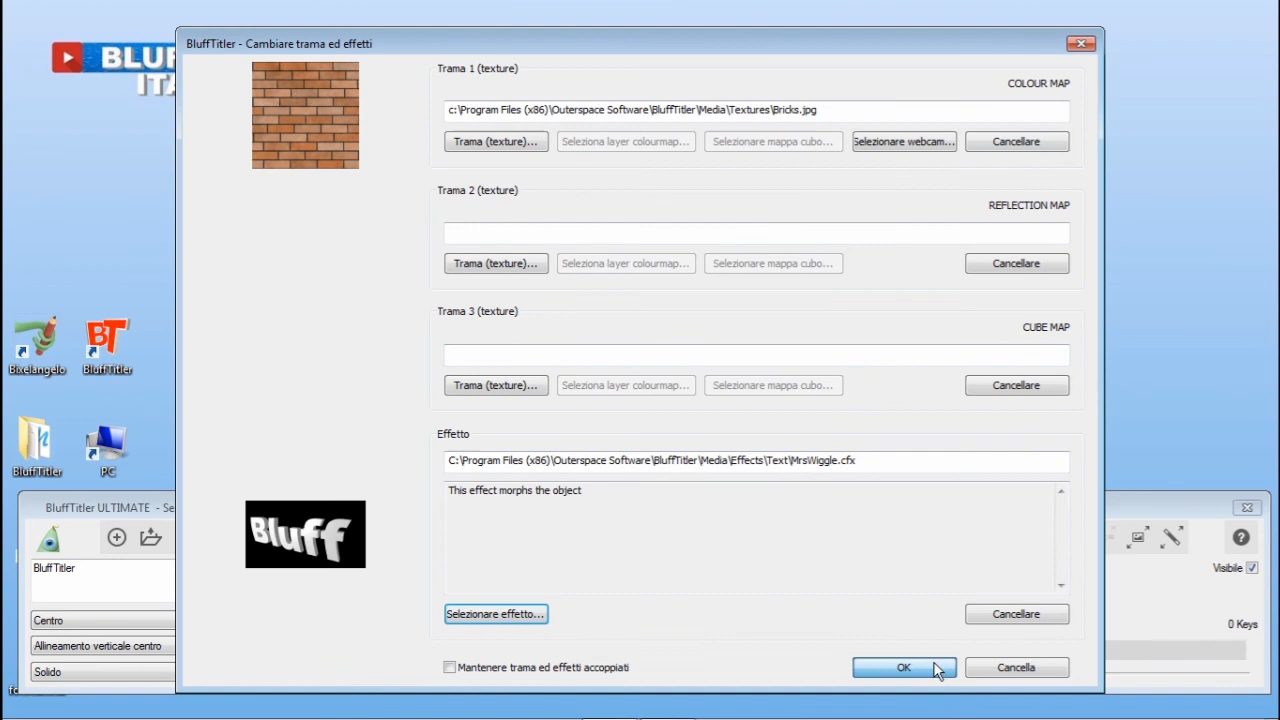 BluffTitler - Cambiare trama ed effetti
BLUF
ITA
Trama 1 (texture)
COLOUR MAP
c:\Program Files (x86)\Outerspace Software\BluffTitler\Media\Textures\Bricks.jpg
Trama (texture)... Seleziona layer colourmap... Selezionare mappa cubo... Selezionare webcam... Cancellare
Trama 2 (texture)
REFLECTION MAP
Trama (texture)... Seleziona layer colourmap... Selezionare mappa cubo... Cancellare
Trama 3 (texture)
CUBE MAP
Trama (texture)... Seleziona layer colourmap... Selezionare mappa cubo... Cancellare
Bixelangelo BluffTitler
BT
Effetto
C:\Program Files (x86)\Outerspace Software\BluffTitler\Media\Effects\Text\MrsWiggle.cfx
This effect morphs the object
BluffTitler PC
Bluff
BluffTitler ULTIMATE - Se
BluffTitler
Visibile
Selezionare effetto... Cancellare
Centro
0 Keys
Allineamento verticale centro
Solido
Mantenere trama ed effetti accoppiati
OK Cancella